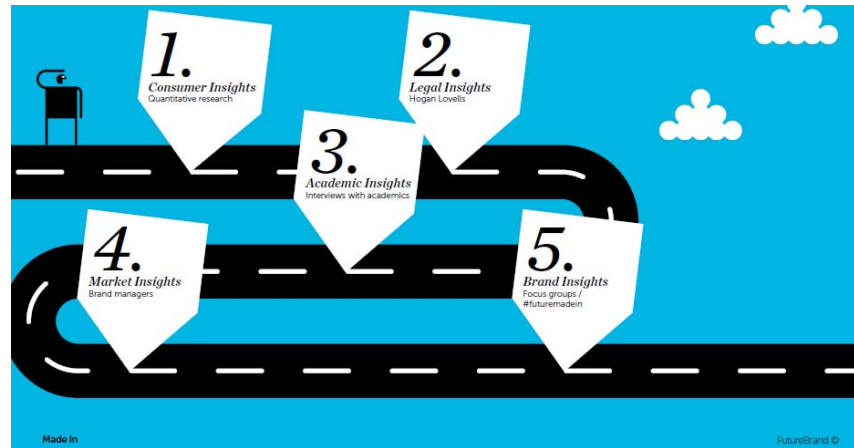 1.
Consumer Insights
Quantitative research
2.
Legal Insights
Hogan Lovells
3.
Academic Insights
Interviews with academics
4.
Market Insights
Brand managers
5.
Brand Insights
Focus groups /
#futuremadein
Made In
FutureBrand ©